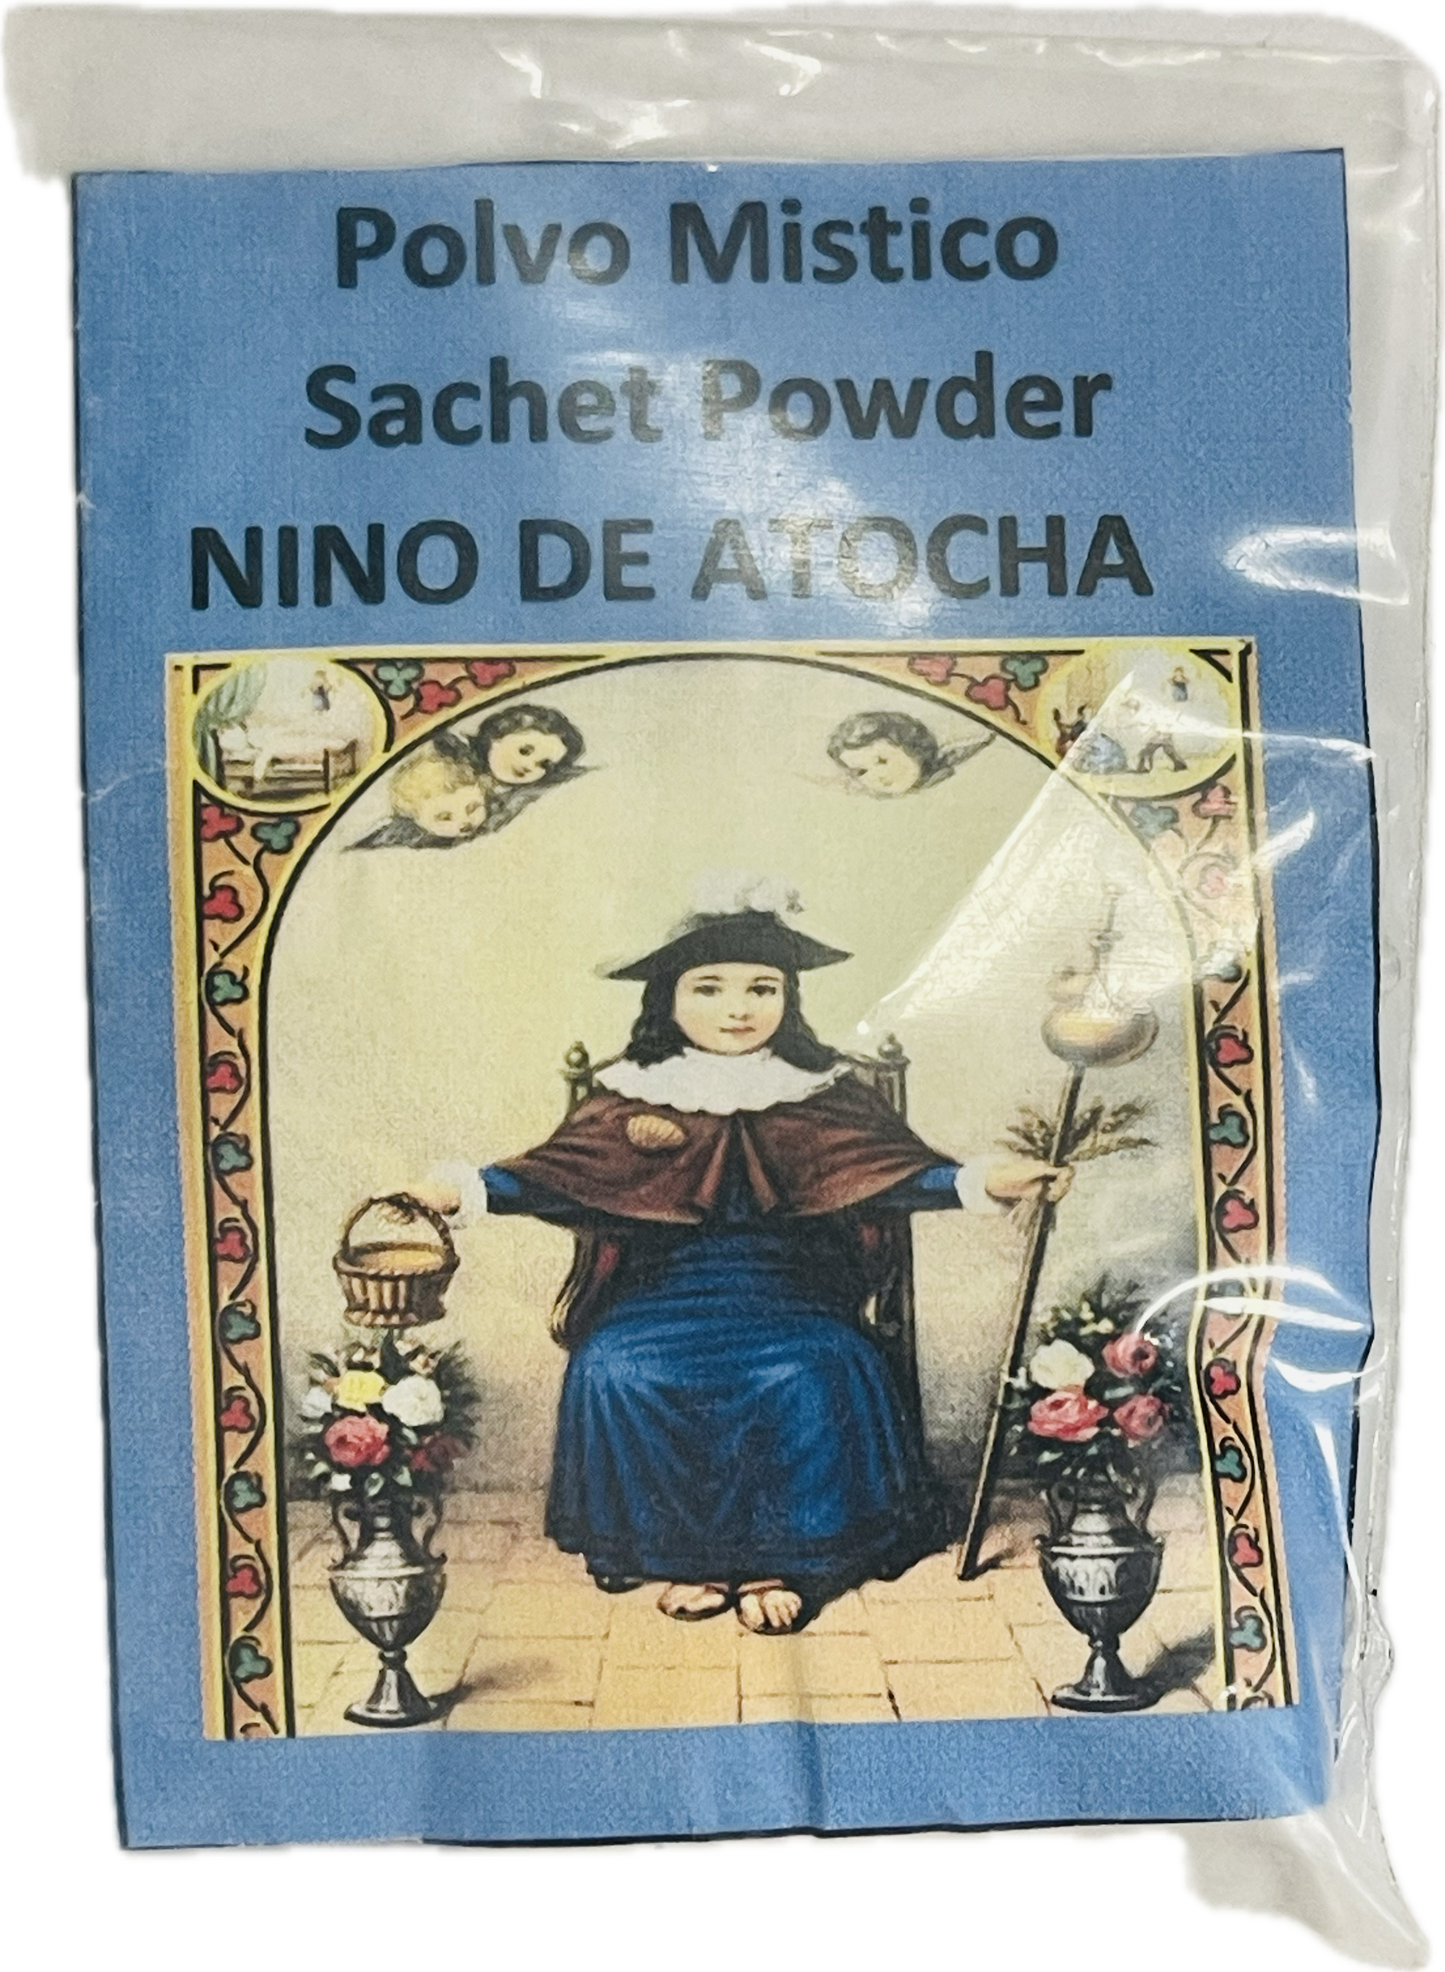 Polvo Mistico
Sachet Powder
NINO DE ATOCHA